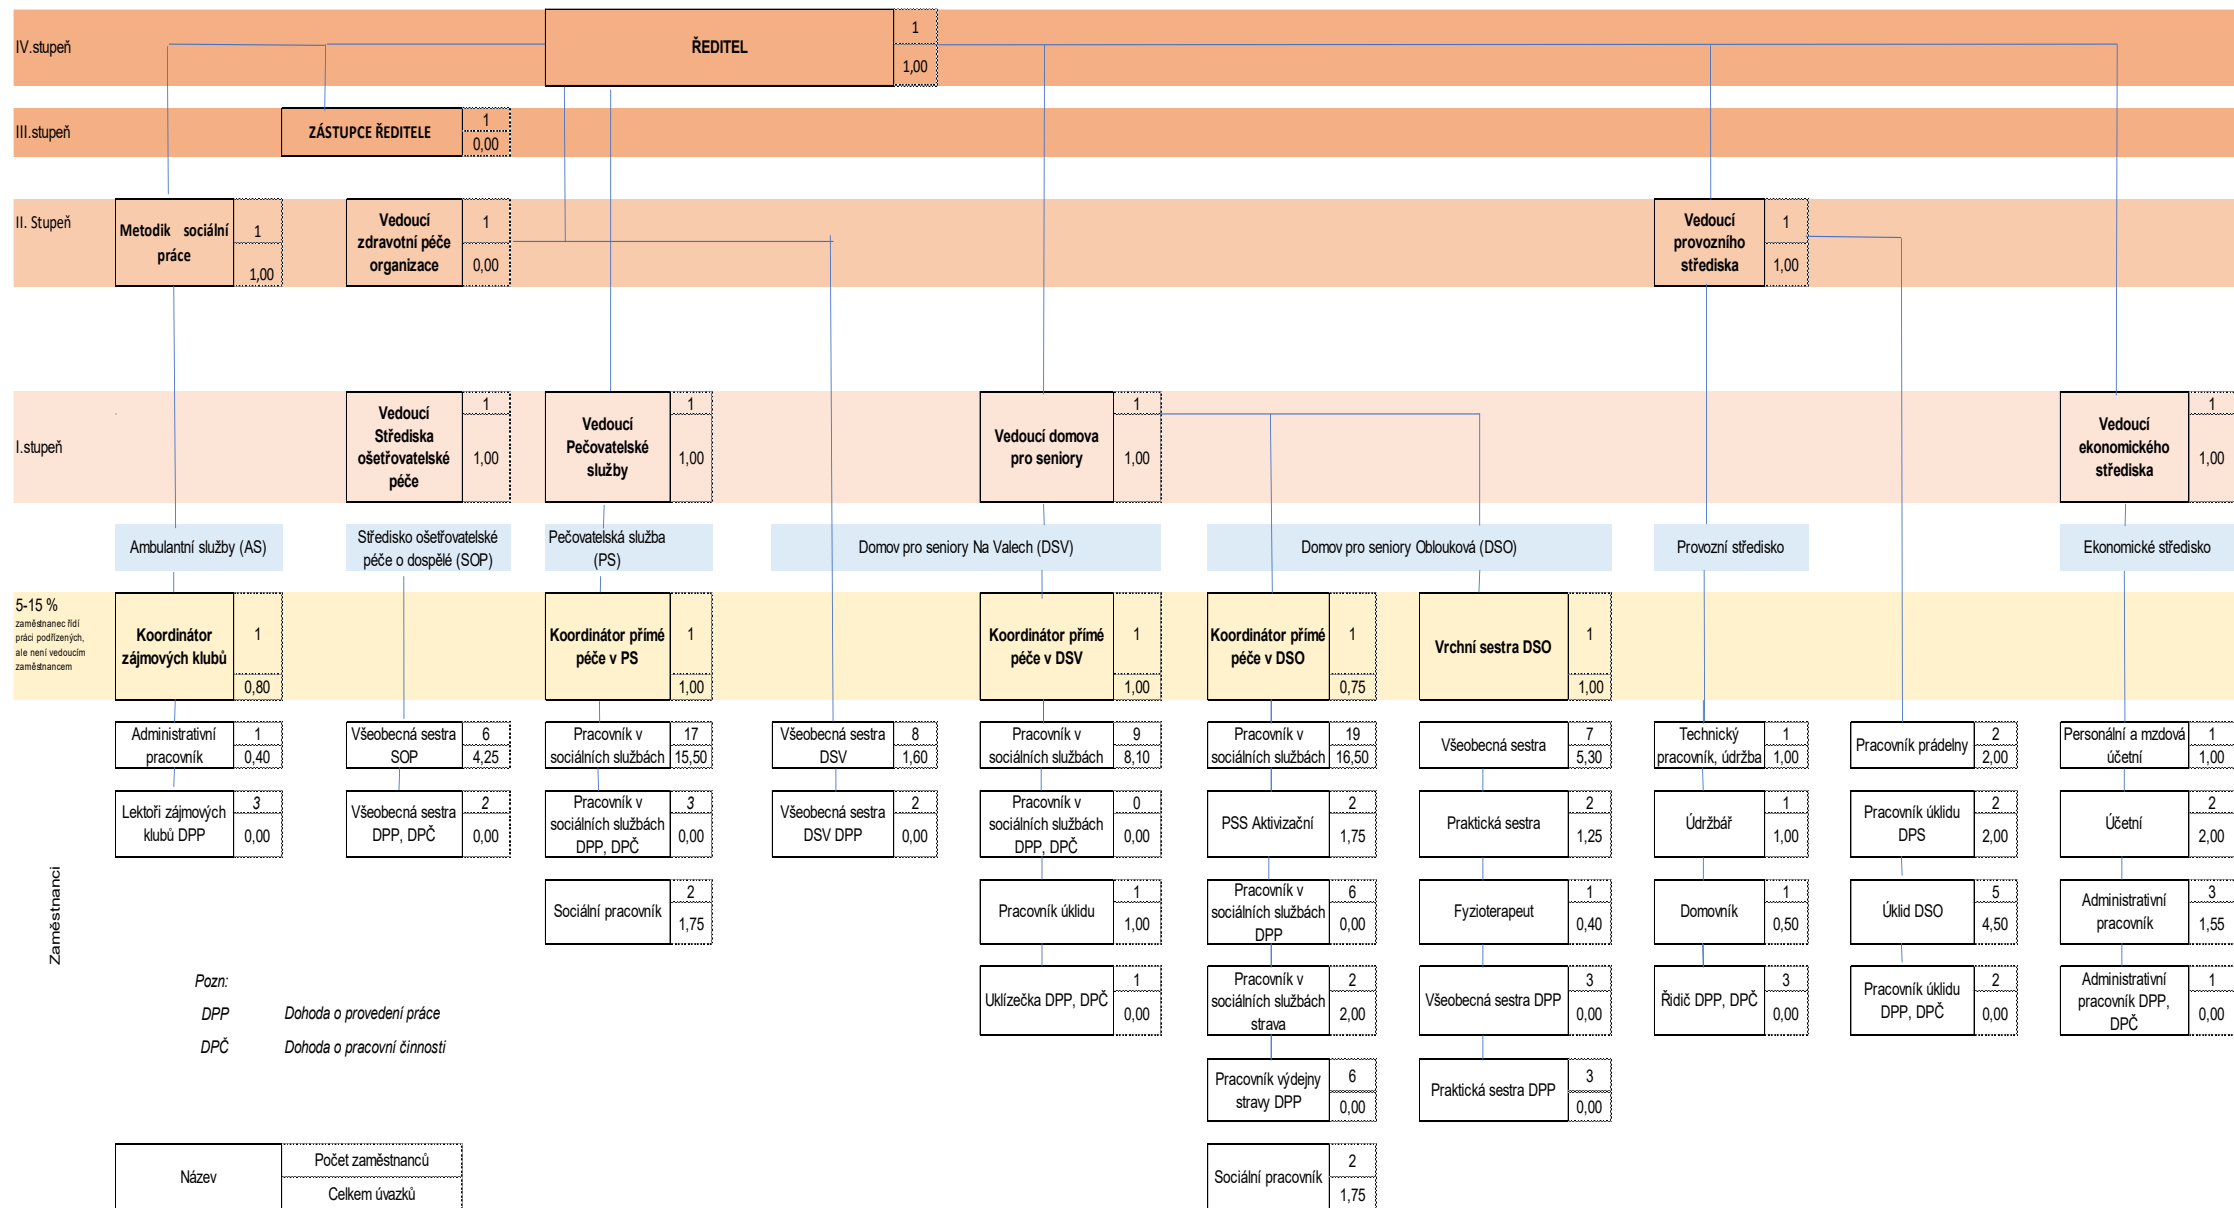 IV.stupeň
ŘEDITEL
1
1,00
III.stupeň
ZÁSTUPCE ŘEDITELE
1
0,00
II. Stupeň
Metodik sociální
práce
1
1,00
Vedoucí
zdravotní péče
organizace
1
0,00
Vedoucí
provozního
střediska
1
1,00
I.stupeň
Vedoucí
Střediska
ošetřovatelské
péče
1
1,00
Vedoucí
Pečovatelské
služby
1
1,00
Vedoucí domova
pro seniory
1
1,00
Vedoucí
ekonomického
střediska
1
1,00
Ambulantní služby (AS)
Středisko ošetřovatelské
péče o dospělé (SOP)
Pečovatelská služba
(PS)
Domov pro seniory Na Valech (DSV)
Domov pro seniory Oblouková (DSO)
Provozní středisko
Ekonomické středisko
5-15 %
zaměstnanec řídí
práci podřízených,
ale není vedoucím
zaměstnancem
Koordinátor
zájmových klubů
1
0,80
Koordinátor přímé
péče v PS
1
1,00
Koordinátor přímé
péče v DSV
1
1,00
Koordinátor přímé
péče v DSO
1
0,75
Vrchní sestra DSO
1
1,00
Zaměstnanci
Administrativní
pracovník
1
0,40
Všeobecná sestra
SOP
6
4,25
Pracovník v
sociálních službách
17
15,50
Všeobecná sestra
DSV
8
1,60
Pracovník v
sociálních službách
9
8,10
Pracovník v
sociálních službách
19
16,50
Všeobecná sestra
7
5,30
Technický
pracovník, údržba
1
1,00
Pracovník prádelny
2
2,00
Personální a mzdová
účetní
1
1,00
Lektoři zájmových
klubů DPP
3
0,00
Všeobecná sestra
DPP, DPČ
2
0,00
Pracovník v
sociálních službách
DPP, DPČ
3
0,00
Všeobecná sestra
DSV DPP
2
0,00
Pracovník v
sociálních službách
DPP, DPČ
0
0,00
PSS Aktivizační
2
1,75
Praktická sestra
2
1,25
Údržbář
1
1,00
Pracovník úklidu
DPS
2
2,00
Účetní
2
2,00
Sociální pracovník
2
1,75
Pracovník úklidu
1
1,00
Pracovník v
sociálních službách
DPP
6
0,00
Fyzioterapeut
1
0,40
Domovník
1
0,50
Úklid DSO
5
4,50
Administrativní
pracovník
3
1,55
Uklízečka DPP, DPČ
1
0,00
Pracovník v
sociálních službách
strava
2
2,00
Všeobecná sestra DPP
3
0,00
Řidič DPP, DPČ
3
0,00
Pracovník úklidu
DPP, DPČ
2
0,00
Administrativní
pracovník DPP,
DPČ
1
0,00
Pozn:
DPP Dohoda o provedení práce
DPČ Dohoda o pracovní činnosti
Pracovník výdejny
stravy DPP
6
0,00
Praktická sestra DPP
3
0,00
Sociální pracovník
2
1,75
Název
Počet zaměstnanců
Celkem úvazků